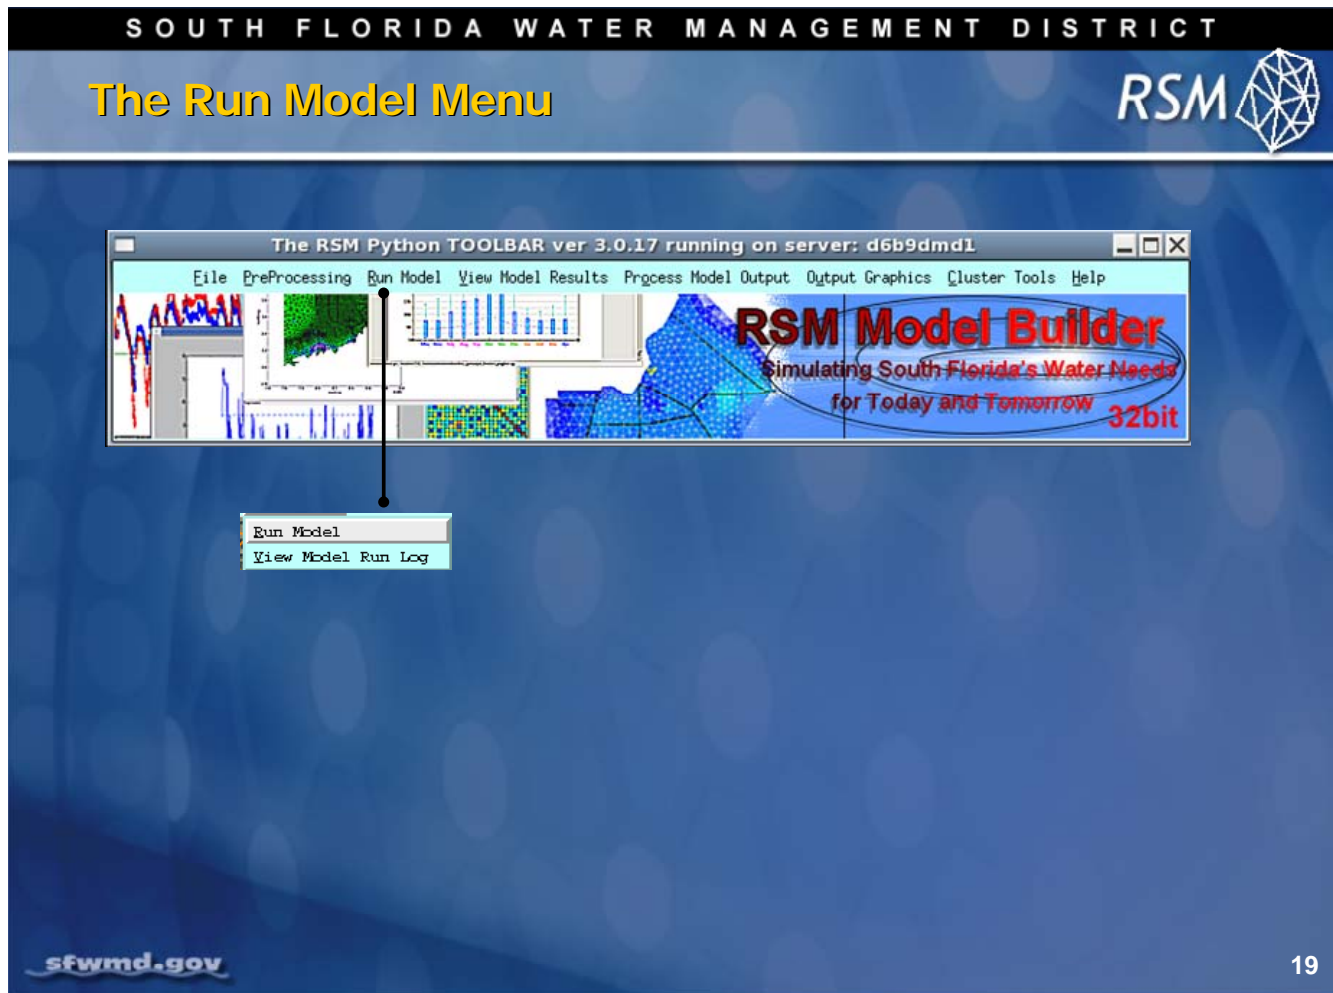 SOUTH FLORIDA WATER MANAGEMENT DISTRICT
The Run Model Menu
RSM
The RSM Python TOOLBAR ver 3.0.17 running on server: d6b9dmd1
File PreProcessing Run Model View Model Results Process Model Output Output Graphics Cluster Tools Help
RSM Model Builder
Simulating South Florida's Water Needs
for Today and Tomorrow
32bit
Run Model
View Model Run Log
sfwmd.gov
19